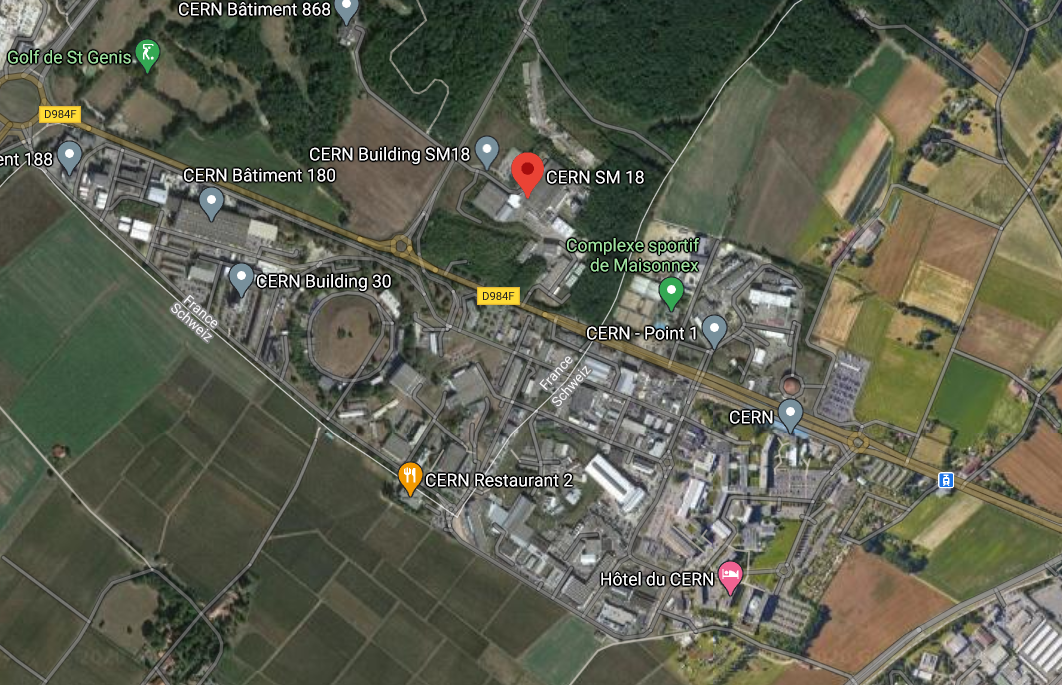 CERN Bâtiment 868
Golf de St Genis
D984F
ent 188
CERN Building SM18
CERN SM 18
CERN Bâtiment 180
Complexe sportif
de Maisonnex
CERN Building 30
D984F
France
Schweiz
CERN - Point 1
France
Schweiz
CERN
CERN Restaurant 2
Hôtel du CERN